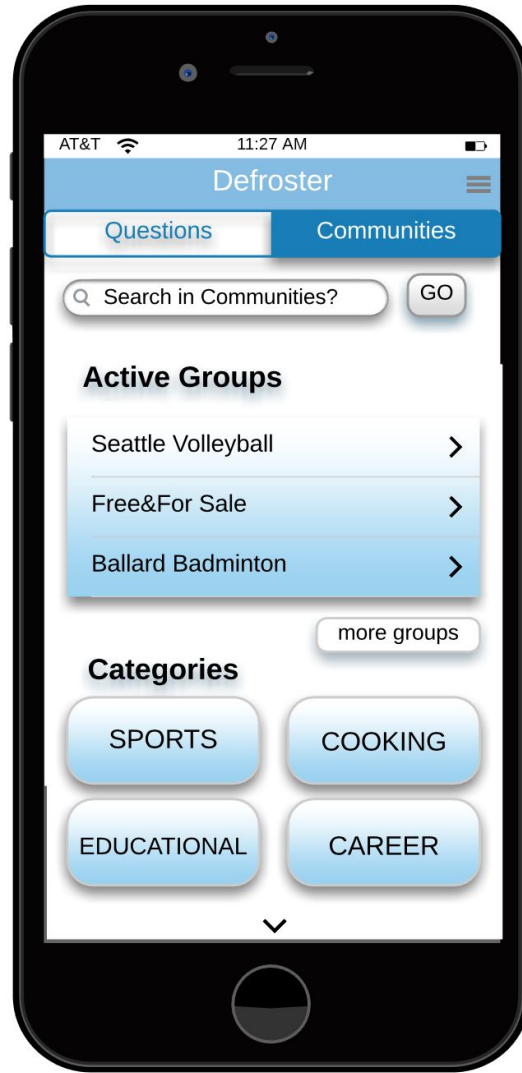 AT&T 11:27 AM
Defroster
Questions Communities
Search in Communities? GO
Active Groups
Seattle Volleyball
Free&For Sale
Ballard Badminton
more groups
Categories
SPORTS COOKING
EDUCATIONAL CAREER